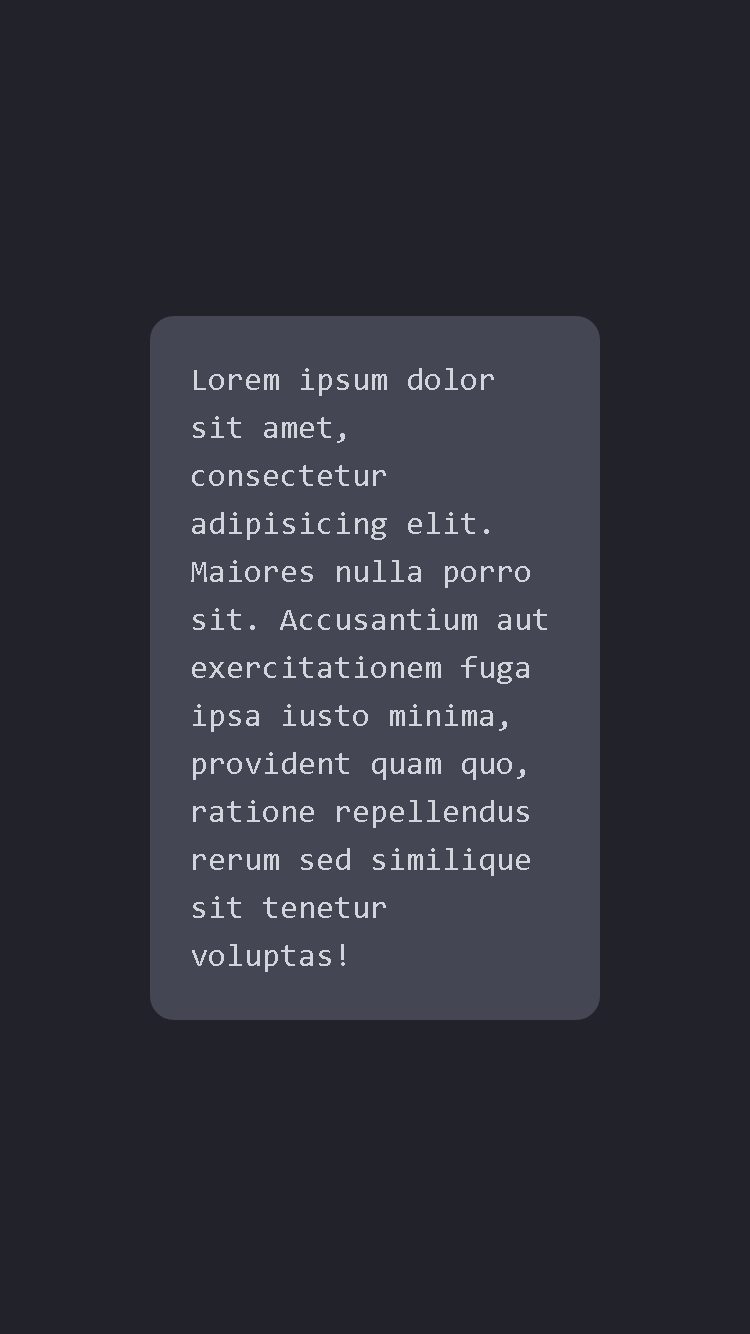 Lorem ipsum dolor
sit amet,
consectetur
adipisicing elit.
Maiores nulla porro
sit. Accusantium aut
exercitationem fuga
ipsa iusto minima,
provident quam quo,
ratione repellendus
rerum sed similique
sit tenetur
voluptas!